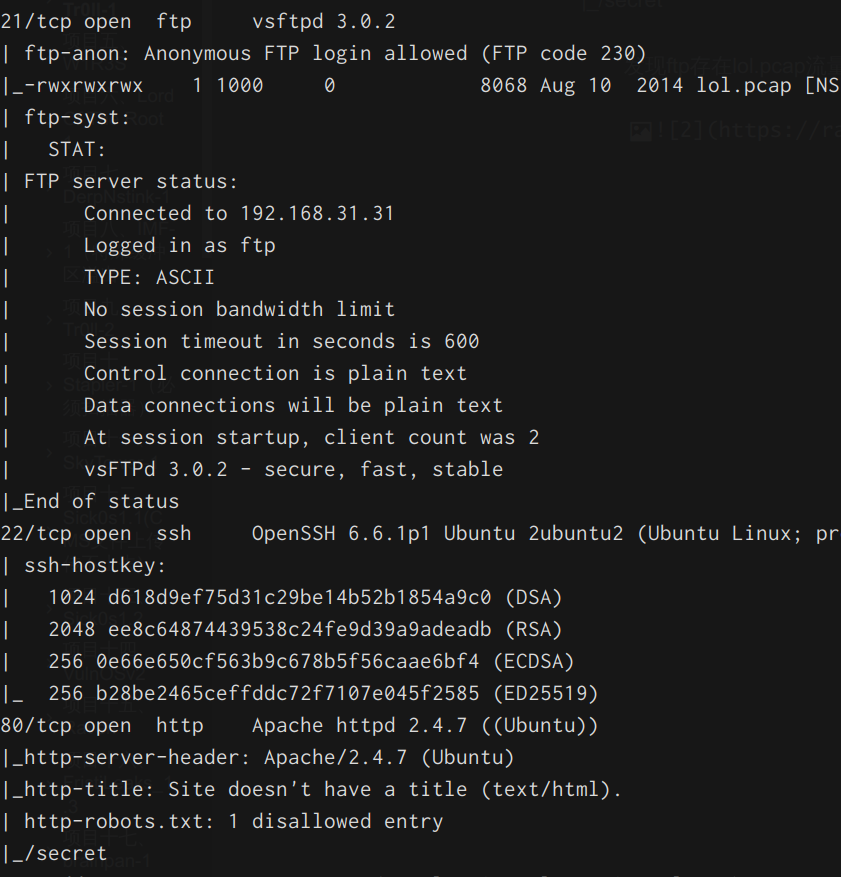 21/tcp open  ftp     vsftpd 3.0.2
| ftp-anon: Anonymous FTP login allowed (FTP code 230)
|_-rwxrwxrwx    1 1000     0            8068 Aug 10  2014 lol.pcap [NS
| ftp-syst:
|   STAT:
| FTP server status:
|      Connected to 192.168.31.31
|      Logged in as ftp
|      TYPE: ASCII
|      No session bandwidth limit
|      Session timeout in seconds is 600
|      Control connection is plain text
|      Data connections will be plain text
|      At session startup, client count was 2
|      vsFTPd 3.0.2 - secure, fast, stable
|_End of status
22/tcp open  ssh     OpenSSH 6.6.1p1 Ubuntu 2ubuntu2 (Ubuntu Linux; pr
| ssh-hostkey:
|   1024 d618d9ef75d31c29be14b52b1854a9c0 (DSA)
|   2048 ee8c64874439538c24fe9d39a9adeadb (RSA)
|   256 0e66e650cf563b9c678b5f56caae6bf4 (ECDSA)
|_  256 b28be2465ceffddc72f7107e045f2585 (ED25519)
80/tcp open  http    Apache httpd 2.4.7 ((Ubuntu))
|_http-server-header: Apache/2.4.7 (Ubuntu)
|_http-title: Site doesn't have a title (text/html).
| http-robots.txt: 1 disallowed entry
|_/secret